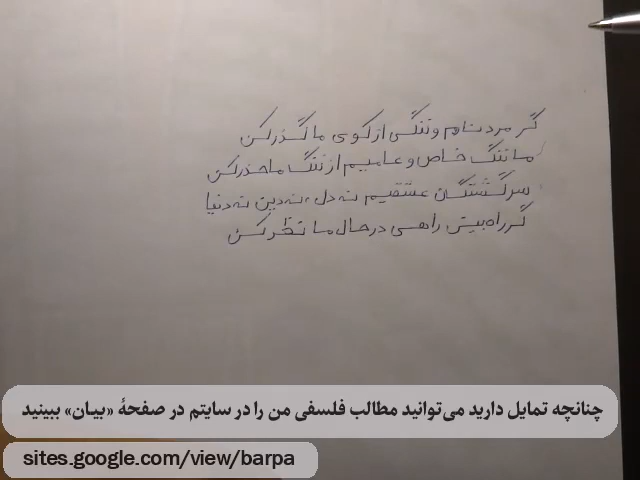 گر مرد نام و ننگی از کوی ما گذر کن
ما ننگ خاص و عامیم از ننگ ما حذر کن
سرگشتگان عشقیم نه دل، نه دین نه دنیا
گر راه بین راهی در حال ما نظر کن
چنانچه تمایل دارید می‌توانید مطالب فلسفی من را در سایتم در صفحهٔ «بیان» ببینید
sites.google.com/view/barpa